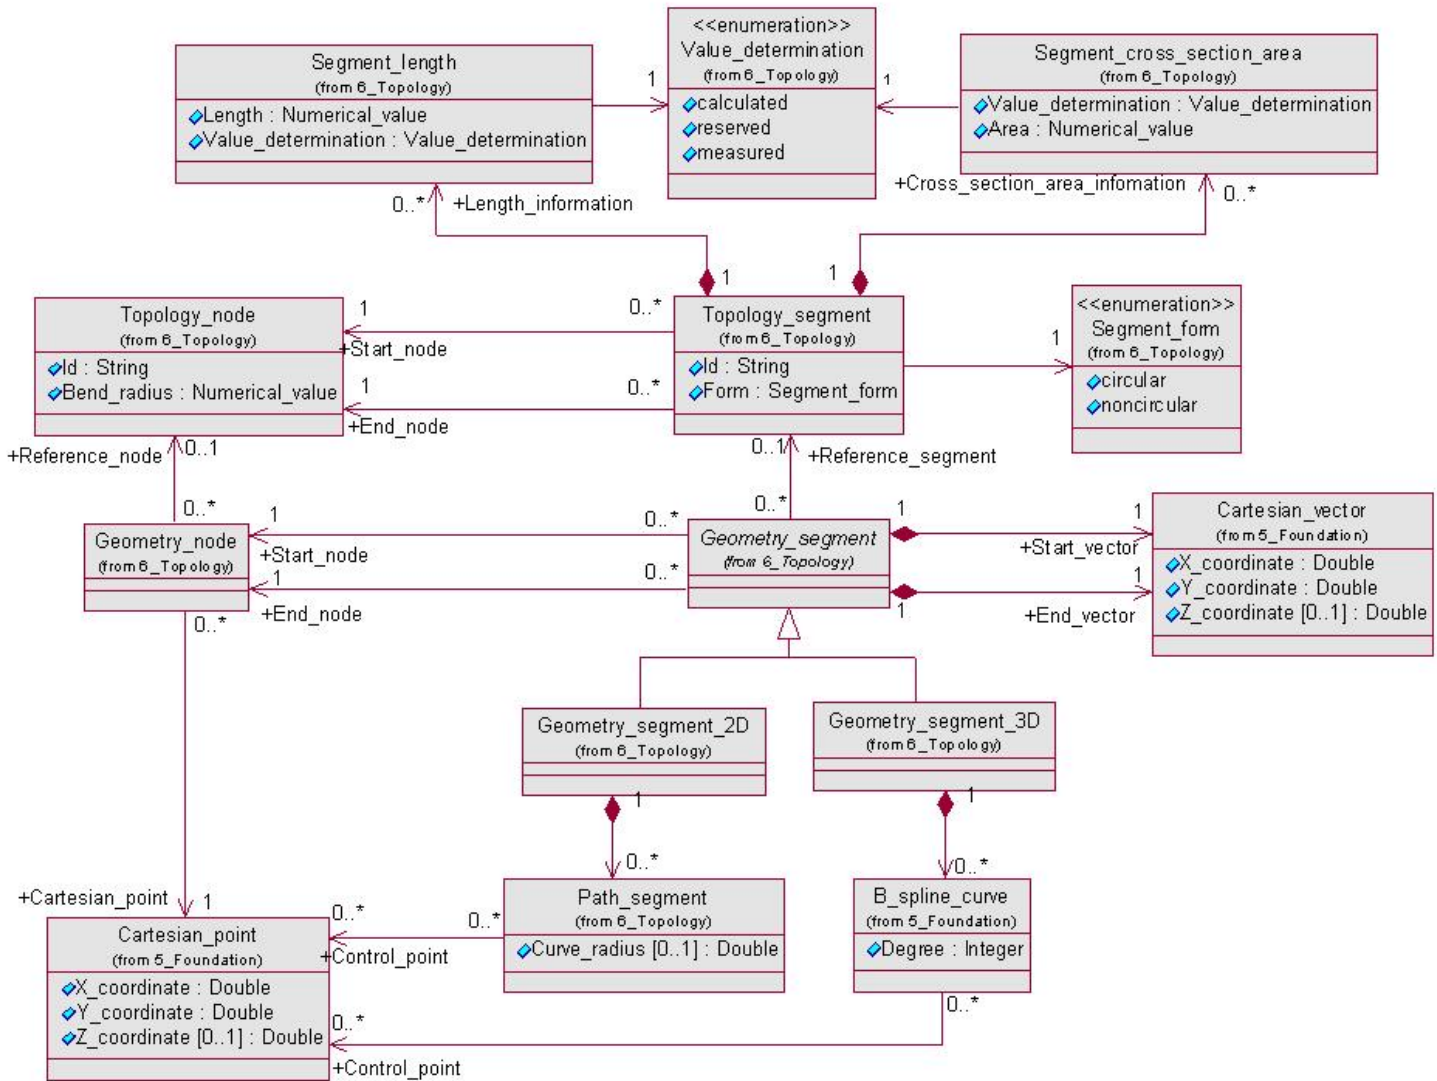 <<enumeration>>
Value_determination
(from 6_Topology)
calculated
reserved
measured
Segment_length
(from 6_Topology)
Length : Numerical_value
Value_determination : Value_determination
1
1
Segment_cross_section_area
(from 6_Topology)
Value_determination : Value_determination
Area : Numerical_value
0..*
+Length_information
+Cross_section_area_infomation
0..*
1
1
Topology_node
(from 6_Topology)
Id : String
Bend_radius : Numerical_value
1
0..*
+Start_node
1
0..*
+End_node
Topology_segment
(from 6_Topology)
Id : String
Form : Segment_form
1
<<enumeration>>
Segment_form
(from 6_Topology)
circular
noncircular
+Reference_node
0..1
0..1
+Reference_segment
0..*
0..*
Geometry_node
(from 6_Topology)
1
0..*
+Start_node
1
0..*
+End_node
Geometry_segment
(from 6_Topology)
1
1
+Start_vector
1
1
+End_vector
Cartesian_vector
(from 5_Foundation)
X_coordinate : Double
Y_coordinate : Double
Z_coordinate [0..1] : Double
0..*
Geometry_segment_2D
(from 6_Topology)
Geometry_segment_3D
(from 6_Topology)
1
1
0..*
0..*
+Cartesian_point
1
Cartesian_point
(from 5_Foundation)
X_coordinate : Double
Y_coordinate : Double
Z_coordinate [0..1] : Double
0..*
0..*
+Control_point
Path_segment
(from 6_Topology)
Curve_radius [0..1] : Double
B_spline_curve
(from 5_Foundation)
Degree : Integer
0..*
0..*
+Control_point